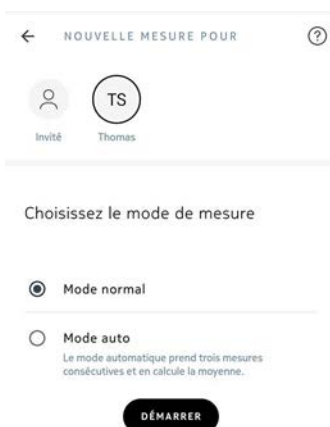 ← NOUVELLE MESURE POUR ?
TS
Invité Thomas
Choisissez le mode de mesure
Mode normal
Mode auto
Le mode automatique prend trois mesures
consécutives et en calcule la moyenne.
DÉMARRER